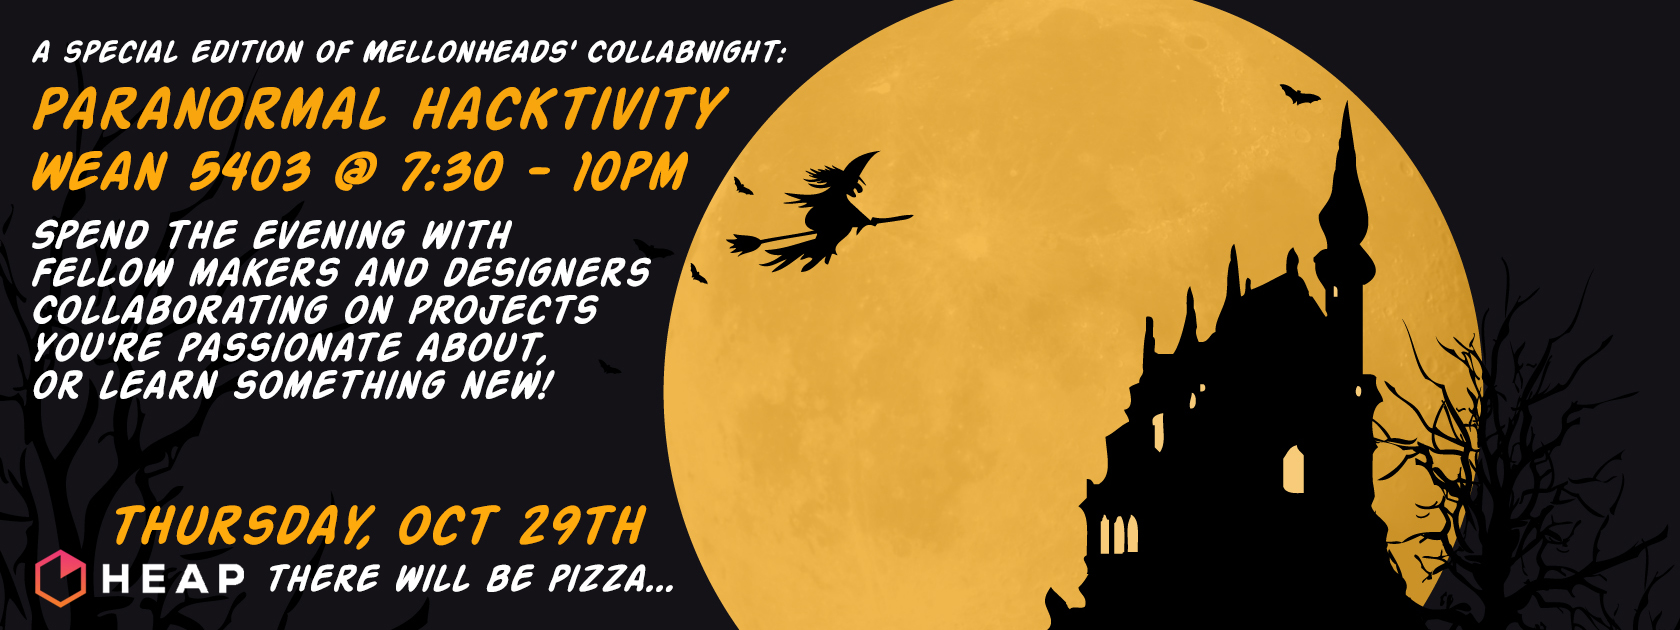 A SPECIAL EDITION OF MELLONHEADS' COLLABNIGHT:
PARANORMAL HACKTIVITY
WEAN 5403 @ 7:30 - 10PM
SPEND THE EVENING WITH
FELLOW MAKERS AND DESIGNERS
COLLABORATING ON PROJECTS
YOU'RE PASSIONATE ABOUT,
OR LEARN SOMETHING NEW!
THURSDAY, OCT 29TH
HEAP THERE WILL BE PIZZA...